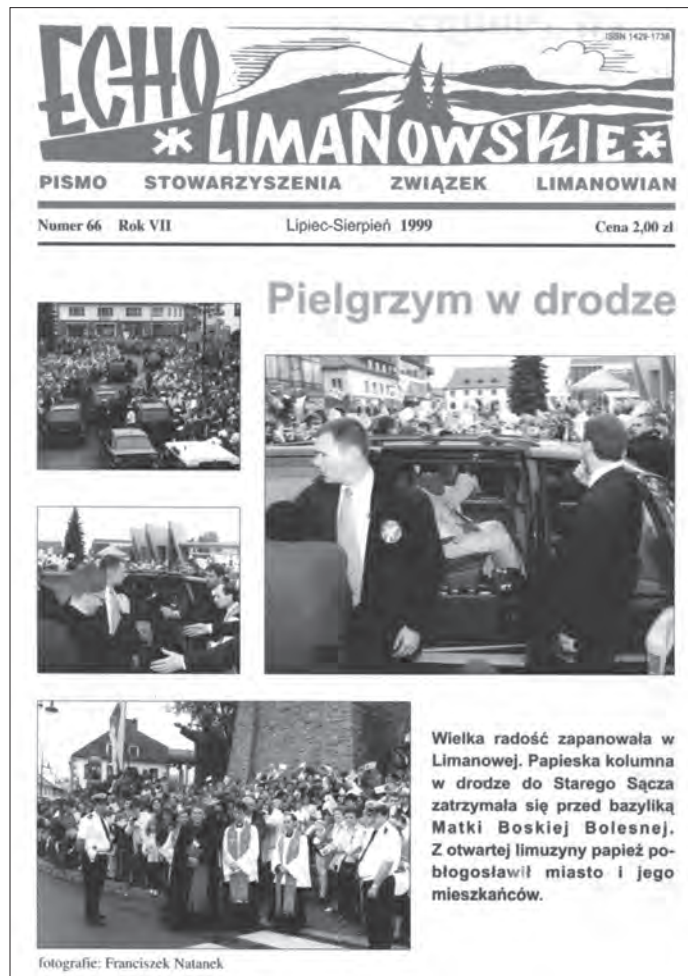 ISSN 1429-1738
ECHO
LIMANOWSKIE
PISMO STOWARZYSZENIA ZWIĄZEK LIMANOWIAN
Numer 66 Rok VII Lipiec-Sierpień 1999 Cena 2,00 zł
Pielgrzym w drodze
Wielka radość zapanowała w
Limanowej. Papieska kolumna
w drodze do Starego Sącza
zatrzymała się przed bazyliką
Matki Boskiej Bolesnej.
Z otwartej limuzyny papież po-
błogosławił miasto i jego
mieszkańców.
fotografie: Franciszek Natanek